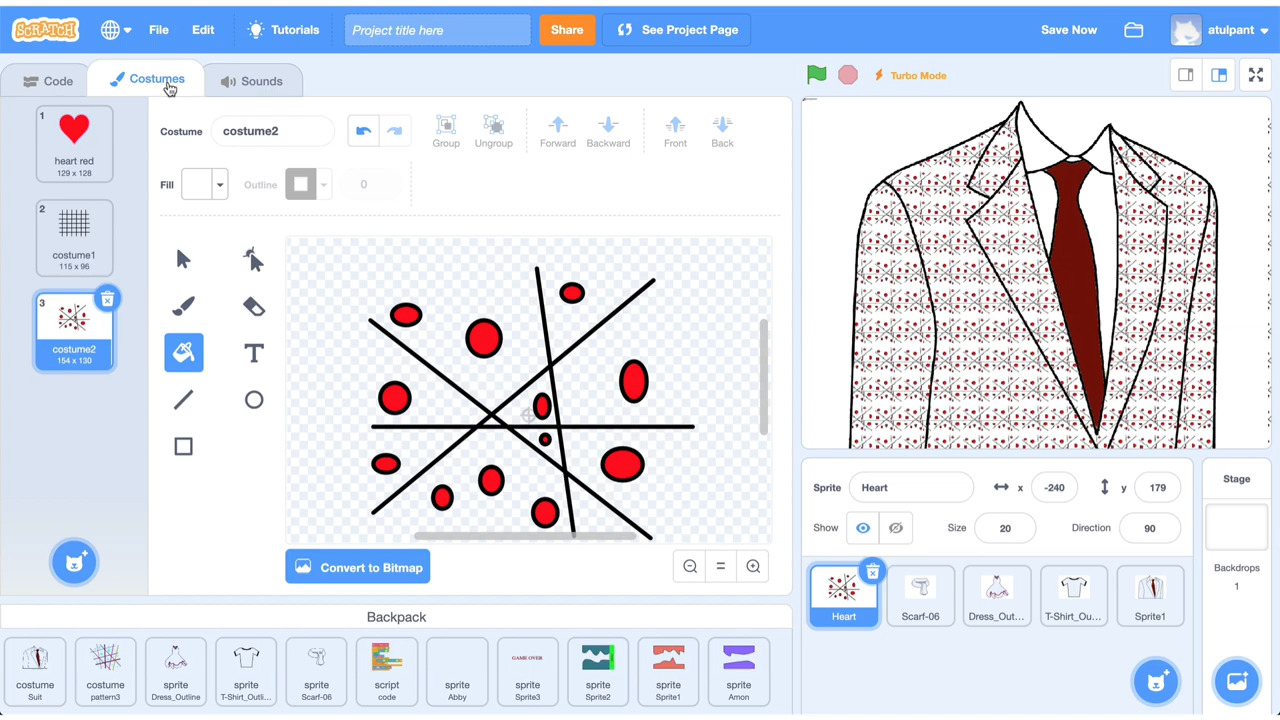 SCRATCH File Edit Tutorials Project title here Share See Project Page Save Now atulpant
Code Costumes Sounds Turbo Mode
1 heart red 129 x 128
2 costume1 115 x 96
3 costume2 154 x 130
Costume costume2 Group Ungroup Forward Backward Front Back
Fill Outline 0
T
Convert to Bitmap
Sprite Heart x -240 y 179
Show Size 20 Direction 90
Heart Scarf-06 Dress_Out... T-Shirt_Ou... Sprite1
Stage
Backdrops
1
Backpack
costume costume sprite sprite sprite script sprite sprite sprite sprite sprite
Suit pattern3 Dress_Outline T-Shirt_Outli... Scarf-06 code Abby Sprite3 Sprite2 Sprite1 Amon
GAME OVER